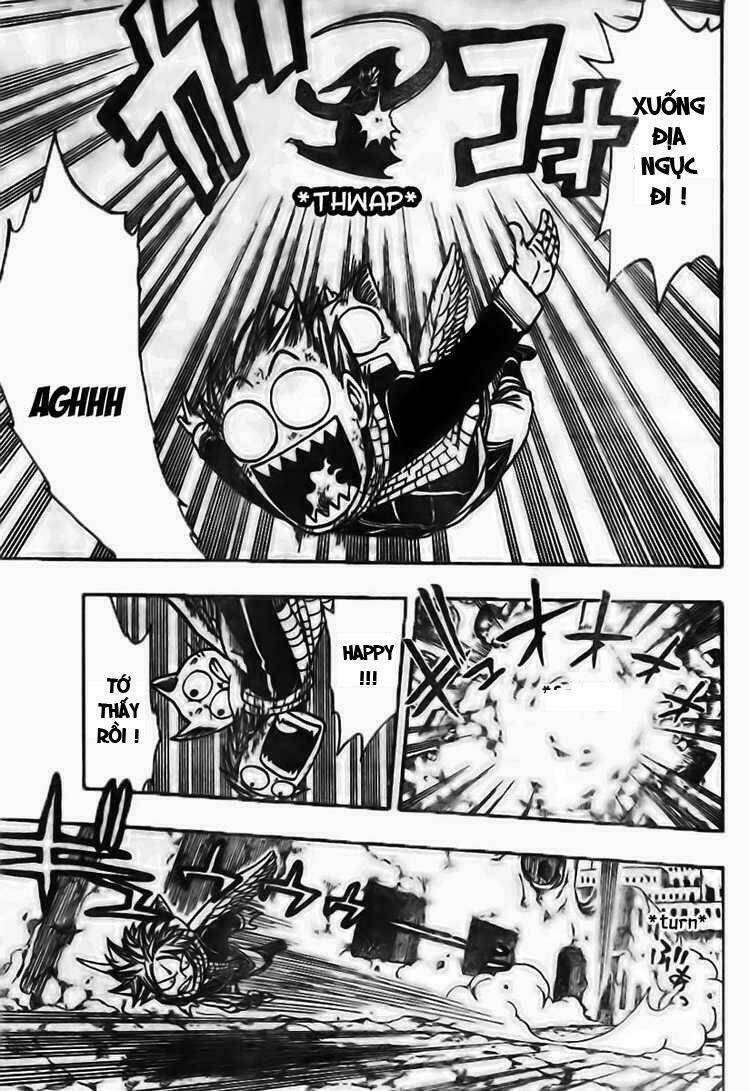 XUỐNG
ĐỊA
NGỤC
ĐI !
*THWAP*
AGHHH
HAPPY
!!!
TỚ
THẤY
RỒI !
*turn*